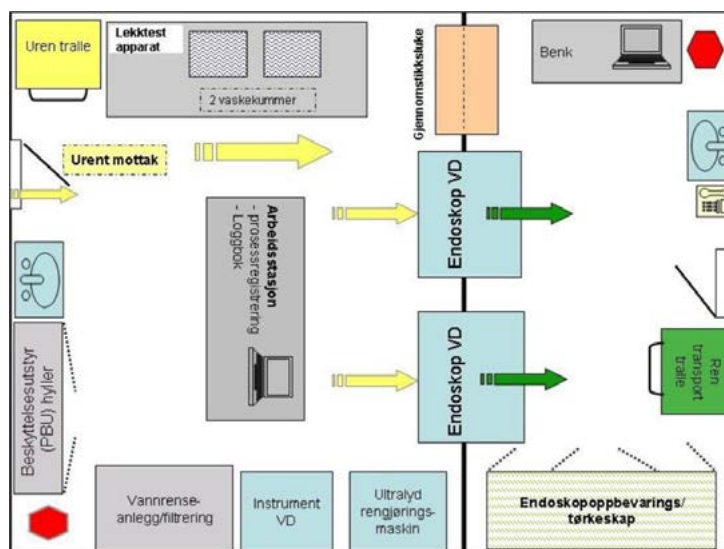 Uren tralle
Lekktest
apparat
2 vaskekummer
Gjennomstikksluke
Benk
Urent mottak
Endoskop VD
Arbeidsstasjon
- prosessregistrering
- Loggbok
Endoskop VD
Beskyttelsesutstyr
(PBU) hyller
Ren
transport
tralle
Vannrense-
anlegg/filtrering
Instrument
VD
Ultralyd
rengjørings-
maskin
Endoskopoppbevarings/
tørkeskap